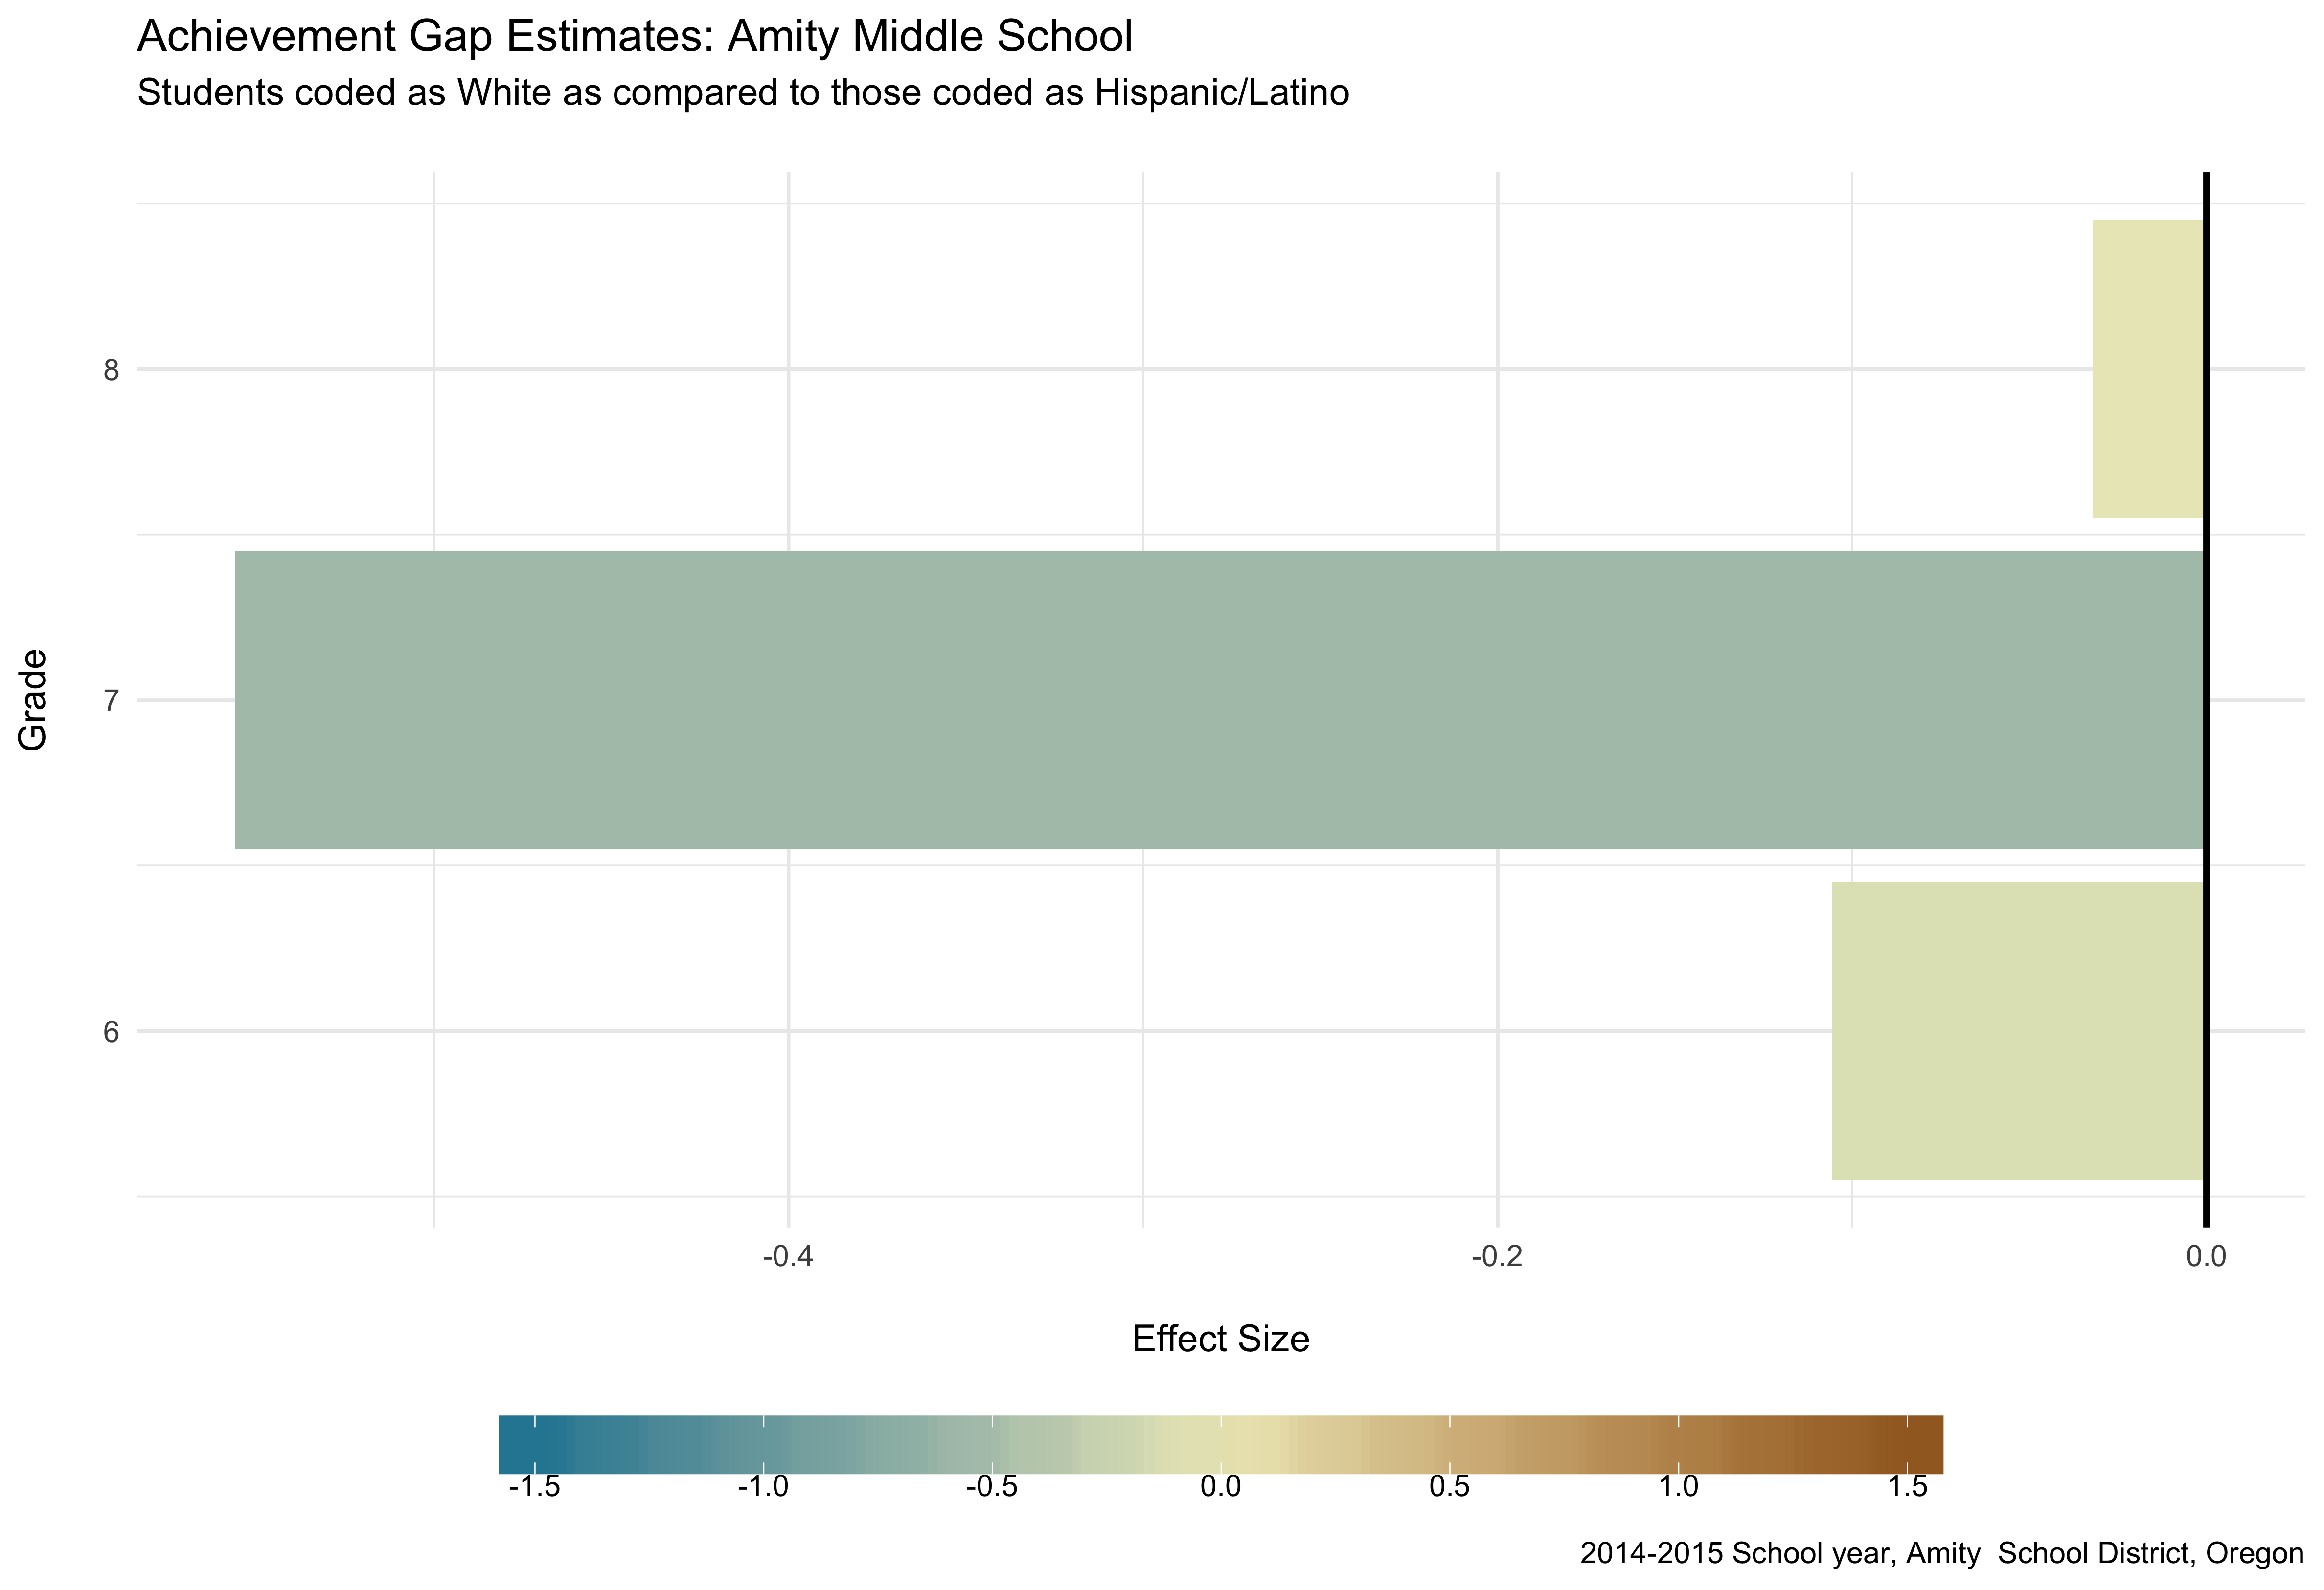 Achievement Gap Estimates: Amity Middle School
Students coded as White as compared to those coded as Hispanic/Latino
8
7
6
Grade
-0.4 -0.2 0.0
Effect Size
-1.5 -1.0 -0.5 0.0 0.5 1.0 1.5
2014-2015 School year, Amity  School District, Oregon